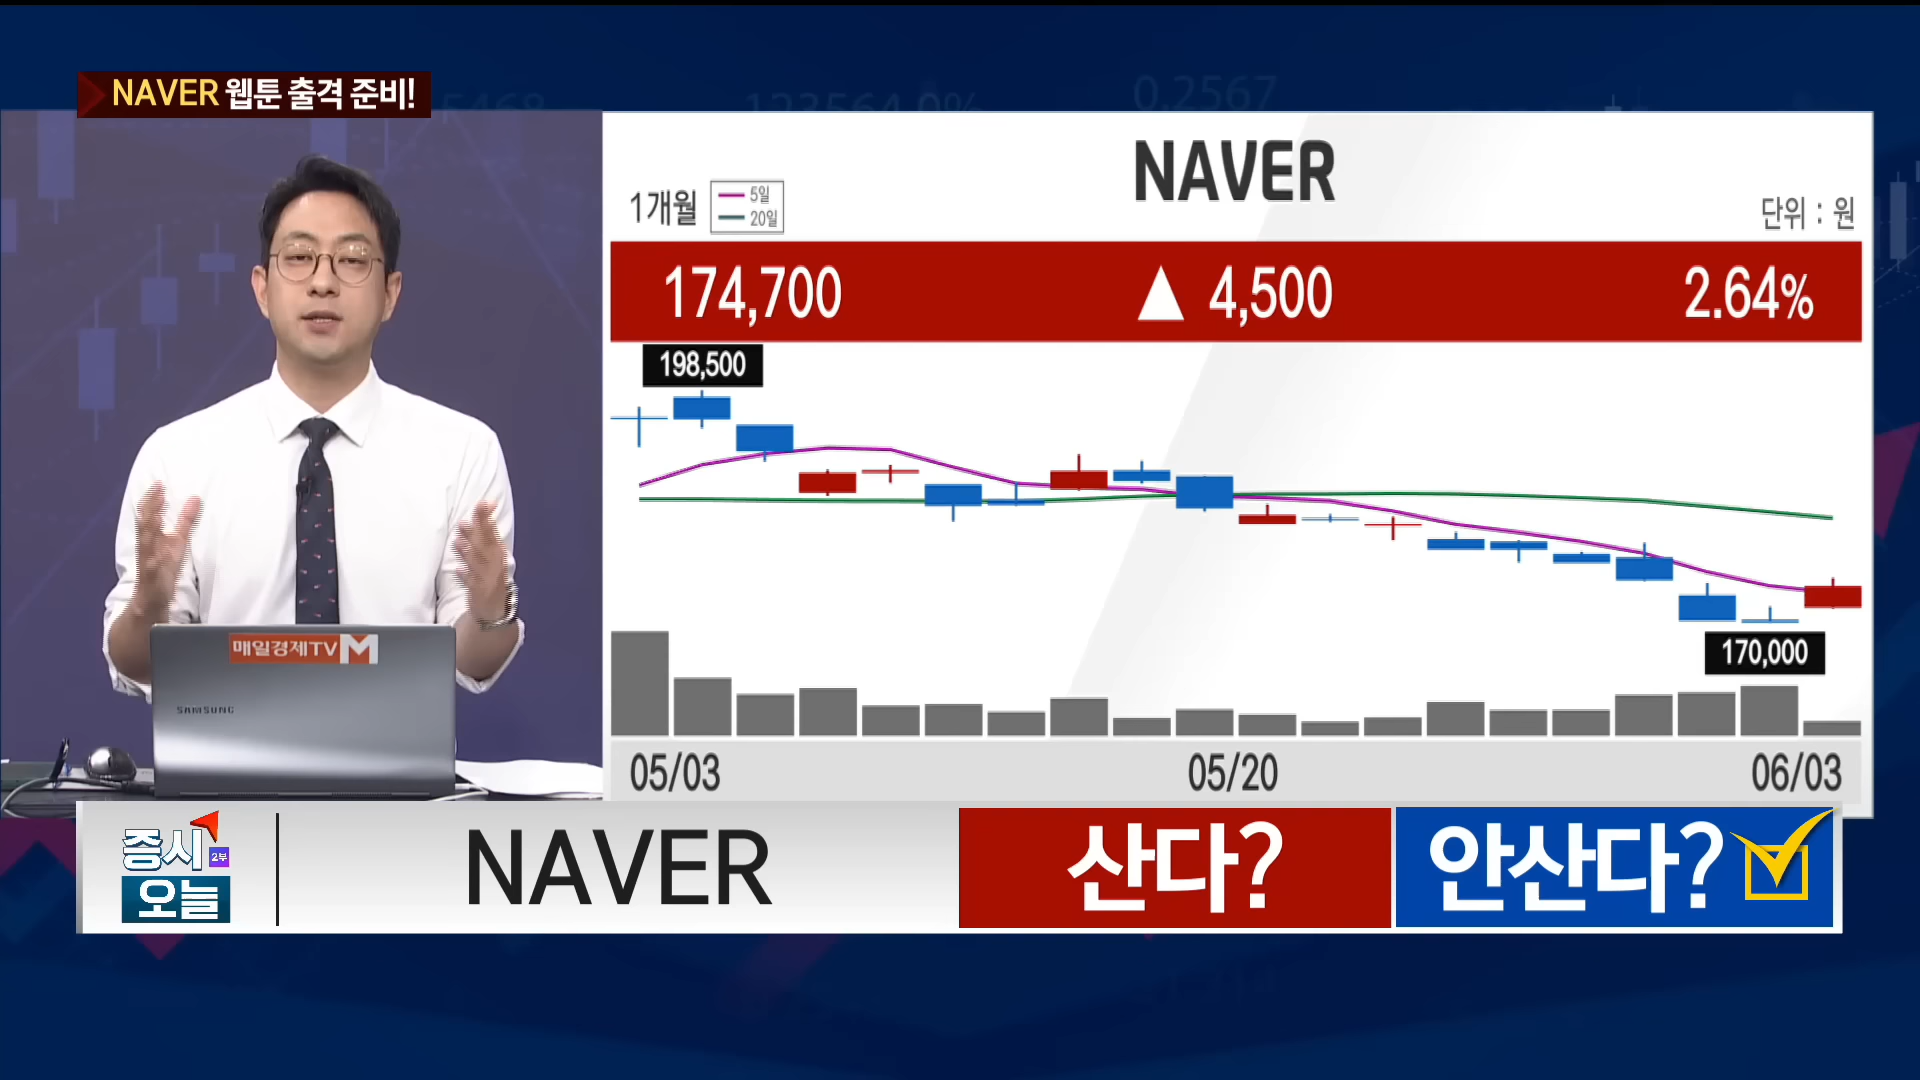 NAVER 웹툰 출격 준비!
NAVER
1개월
5일
20일
단위 : 원
174,700 ▲ 4,500 2.64%
198,500
170,000
05/03 05/20 06/03
매일경제TV M
SAMSUNG
증시
2부
오늘
NAVER
산다?
안산다?